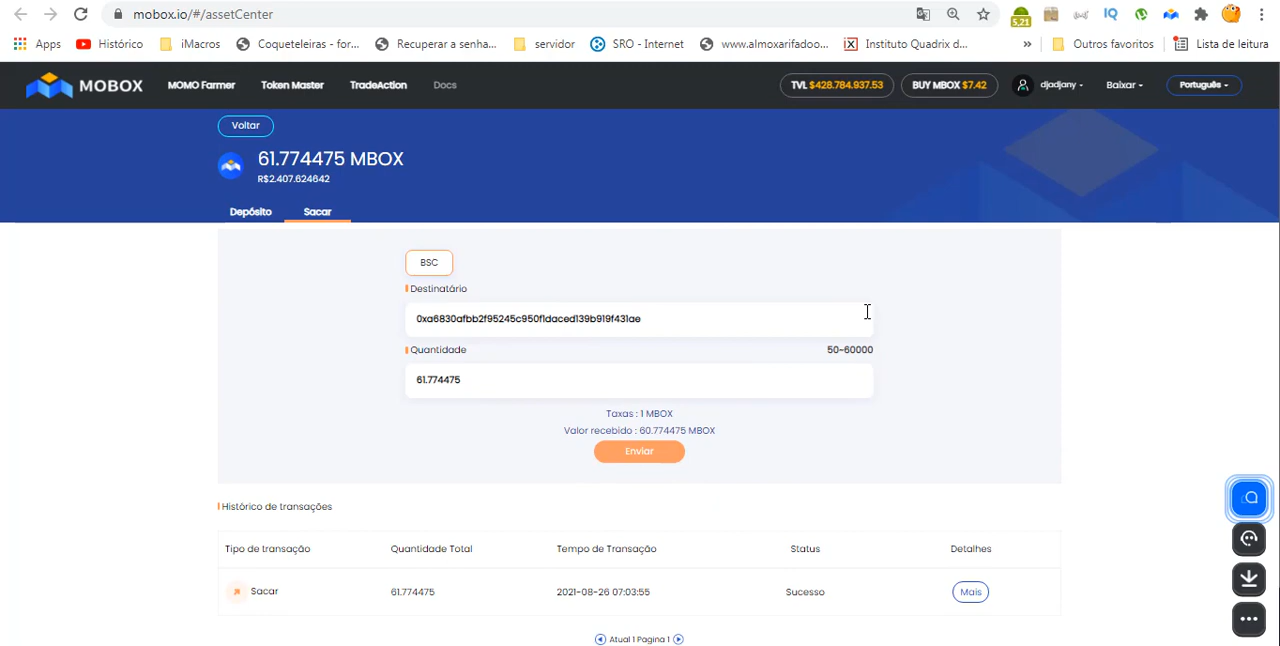 mobox.io/#/assetCenter
5,21
IQ
Apps
Histórico
iMacros
Coqueteleiras - for...
Recuperar a senha...
servidor
SRO - Internet
www.almoxarifadoo...
Instituto Quadrix d...
»
Outros favoritos
Lista de leitura
MOBOX
MOMO Farmer
Token Master
TradeAction
Docs
TVL $428.784.937.53
BUY MBOX $7.42
djadjany
Baixar
Português
Voltar
61.774475 MBOX
R$2.407.624642
Depósito
Sacar
BSC
Destinatário
0xa6830afbb2f95245c950f1daced139b919f431ae
Quantidade
50-60000
61.774475
Taxas : 1 MBOX
Valor recebido : 60.774475 MBOX
Enviar
Histórico de transações
Tipo de transação
Quantidade Total
Tempo de Transação
Status
Detalhes
Sacar
61.774475
2021-08-26 07:03:55
Sucesso
Mais
Atual 1 Pagina 1